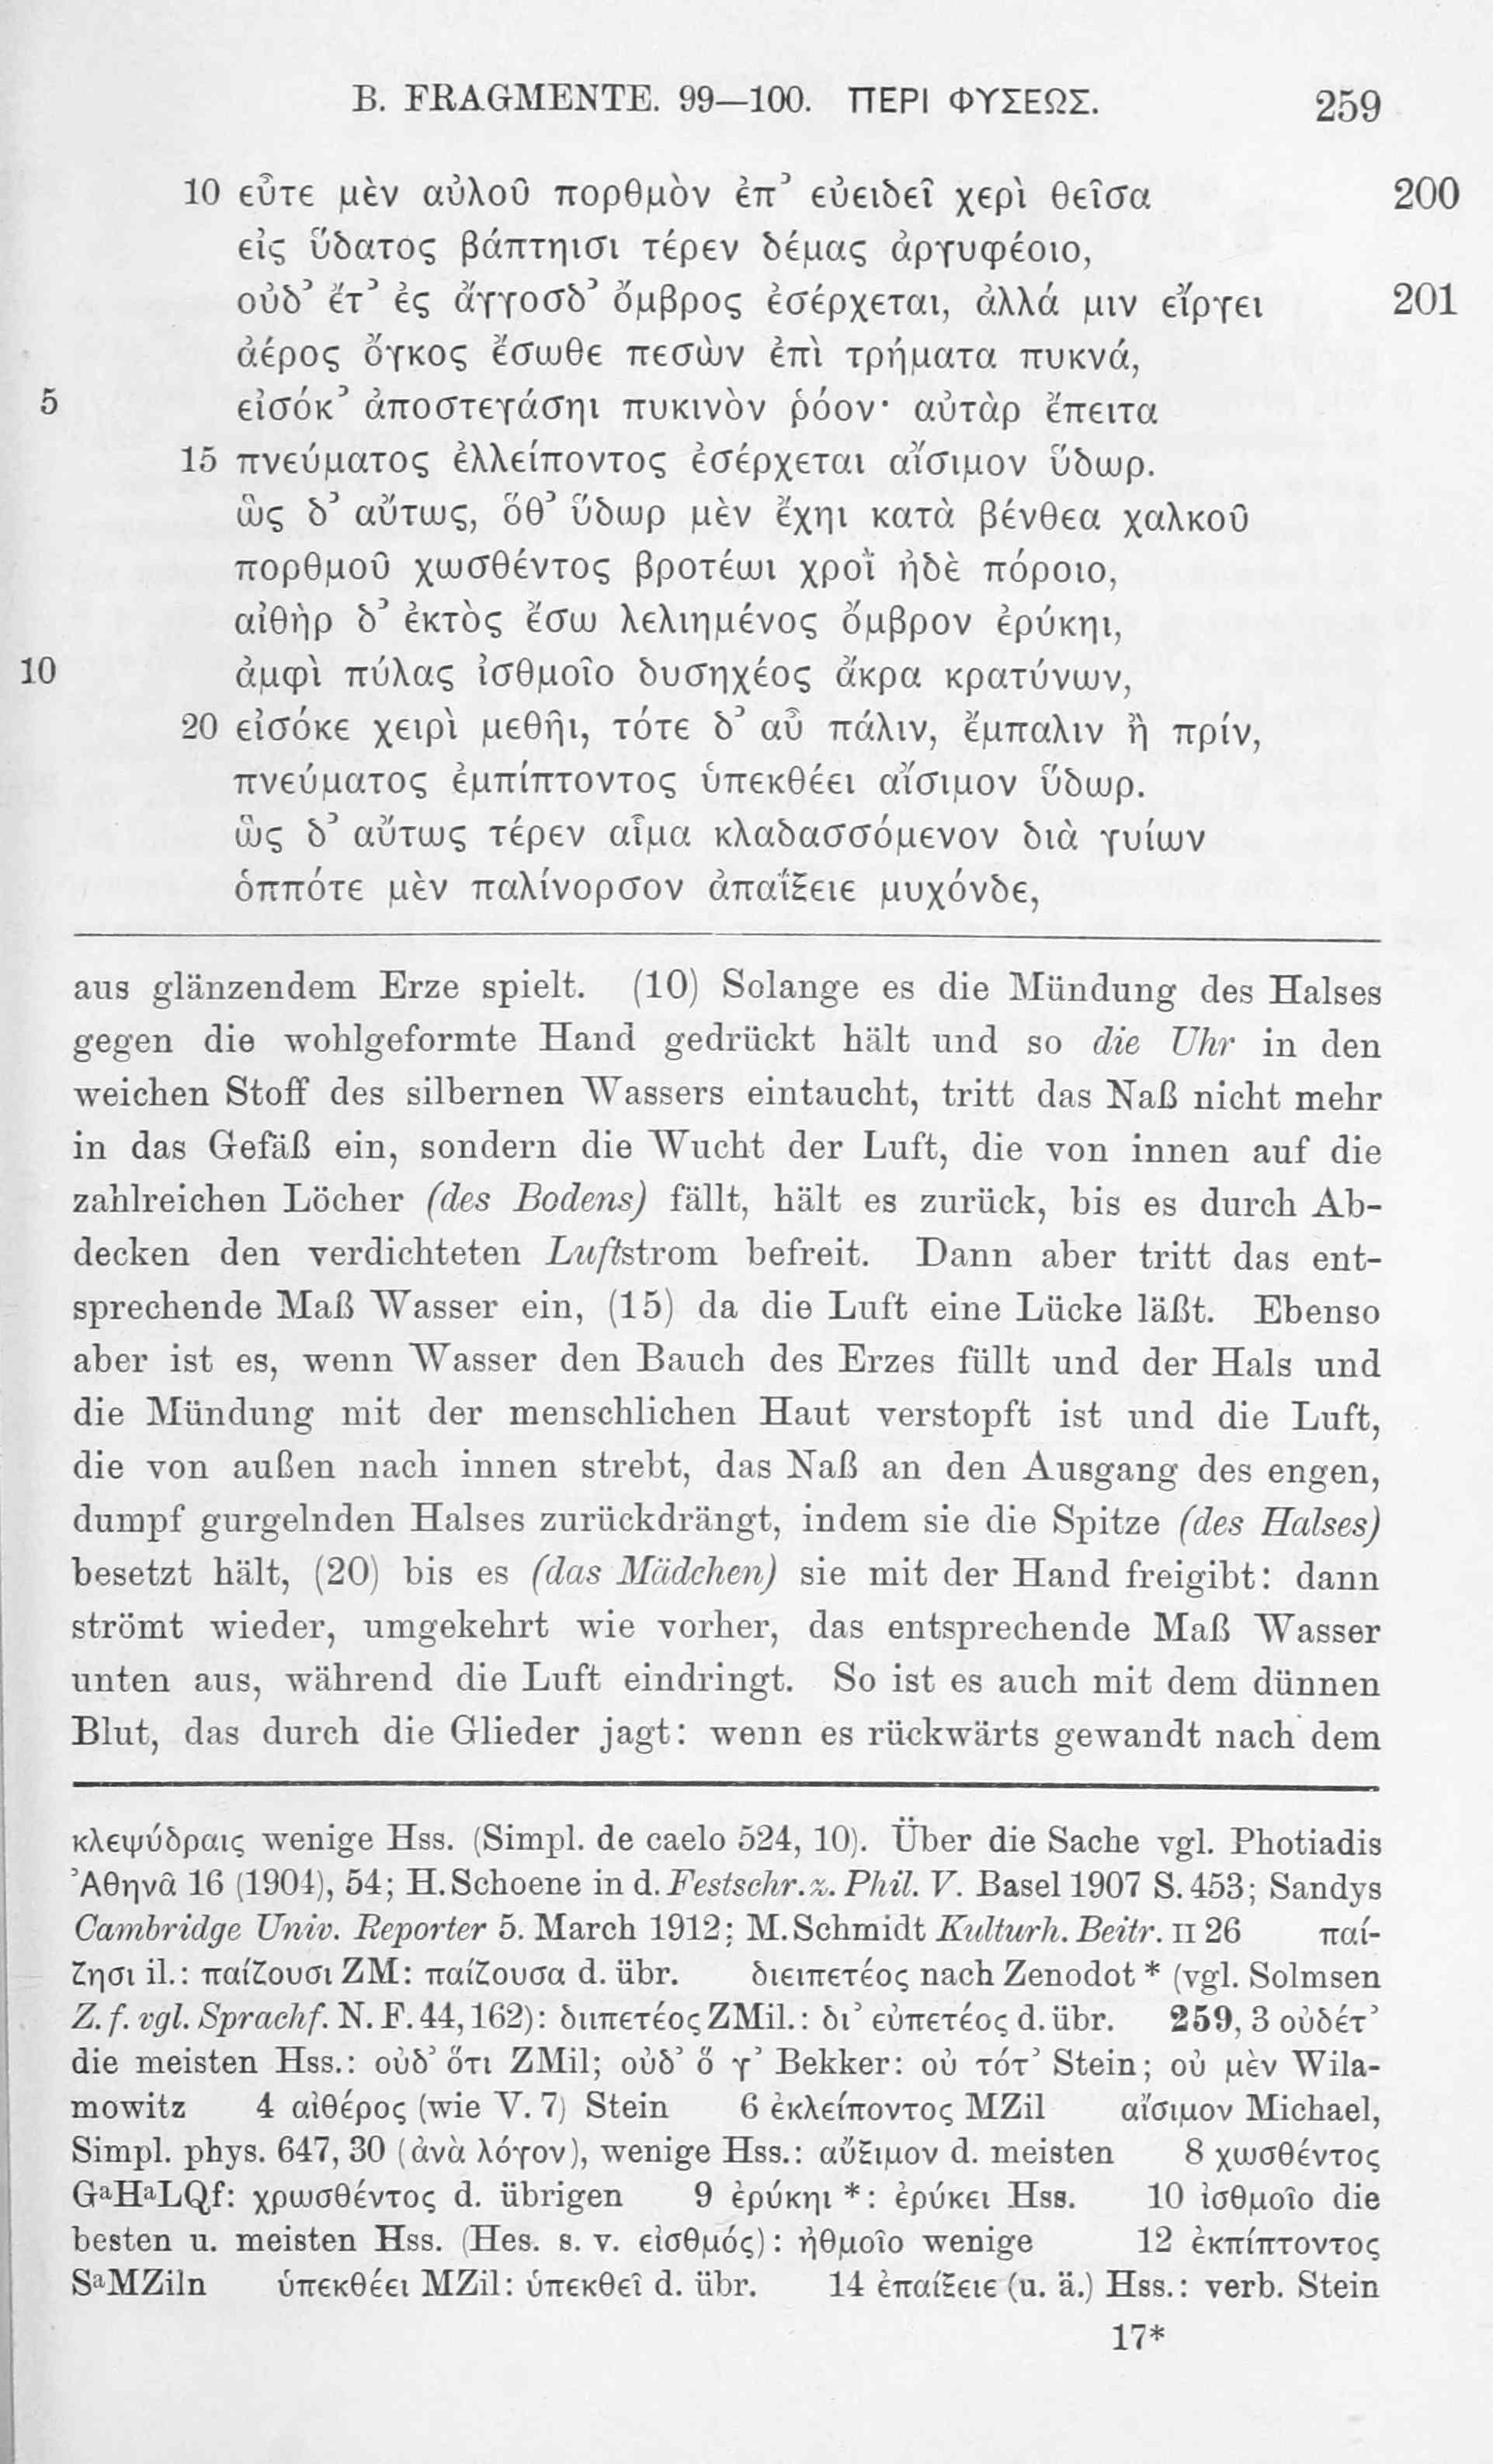 B. FRAGMENTE. 99—100. ΠΕΡΙ ΦΥΣΕΩΣ. 259
10 εὖτε μὲν αὐλοῦ πορθμὸν ἐπ᾽ εὐειδεῖ χερὶ θεῖσα 200
εἰς ὕδατος βάπτηισι τέρεν δέμας ἀργυφέοιο,
οὐδ᾽ ἔτ᾽ ἐς ἄγγοσδ᾽ ὄμβρος ἐσέρχεται, ἀλλά μιν εἴργει 201
ἀέρος ὄγκος ἔσωθε πεσὼν ἐπὶ τρήματα πυκνά,
5 εἰσόκ᾽ ἀποστεγάσηι πυκινὸν ῥόον· αὐτὰρ ἔπειτα
15 πνεύματος ἐλλείποντος ἐσέρχεται αἴσιμον ὕδωρ.
ὣς δ᾽ αὔτως, ὅθ᾽ ὕδωρ μὲν ἔχηι κατὰ βένθεα χαλκοῦ
πορθμοῦ χωσθέντος βροτέωι χροῒ ἠδὲ πόροιο,
αἰθὴρ δ᾽ ἐκτὸς ἔσω λελιημένος ὄμβρον ἐρύκηι,
10 ἀμφὶ πύλας ἰσθμοῖο δυσηχέος ἄκρα κρατύνων,
20 εἰσόκε χειρὶ μεθῆι, τότε δ᾽ αὖ πάλιν, ἔμπαλιν ἢ πρίν,
πνεύματος ἐμπίπτοντος ὑπεκθέει αἴσιμον ὕδωρ.
ὣς δ᾽ αὔτως τέρεν αἷμα κλαδασσόμενον διὰ γυίων
ὁππότε μὲν παλίνορσον ἀπαΐξειε μυχόνδε,
aus glänzendem Erze spielt. (10) Solange es die Mündung des Halses
gegen die wohlgeformte Hand gedrückt hält und so die Uhr in den
weichen Stoff des silbernen Wassers eintaucht, tritt das Naß nicht mehr
in das Gefäß ein, sondern die Wucht der Luft, die von innen auf die
zahlreichen Löcher (des Bodens) fällt, hält es zurück, bis es durch Ab-
decken den verdichteten Luftstrom befreit. Dann aber tritt das ent-
sprechende Maß Wasser ein, (15) da die Luft eine Lücke läßt. Ebenso
aber ist es, wenn Wasser den Bauch des Erzes füllt und der Hals und
die Mündung mit der menschlichen Haut verstopft ist und die Luft,
die von außen nach innen strebt, das Naß an den Ausgang des engen,
dumpf gurgelnden Halses zurückdrängt, indem sie die Spitze (des Halses)
besetzt hält, (20) bis es (das Mädchen) sie mit der Hand freigibt: dann
strömt wieder, umgekehrt wie vorher, das entsprechende Maß Wasser
unten aus, während die Luft eindringt. So ist es auch mit dem dünnen
Blut, das durch die Glieder jagt: wenn es rückwärts gewandt nach dem
κλεψύδραις wenige Hss. (Simpl. de caelo 524, 10). Über die Sache vgl. Photiadis
᾽Αθηνᾶ 16 (1904), 54; H. Schoene in d. Festschr. z. Phil. V. Basel 1907 S. 453; Sandys
Cambridge Univ. Reporter 5. March 1912; M. Schmidt Kulturh. Beitr. II 26 παί-
ζησι il.: παίζουσι ZM: παίζουσα d. übr. διειπετέος nach Zenodot * (vgl. Solmsen
Z. f. vgl. Sprachf. N. F. 44, 162): διιπετέος ZMil.: δι᾽ εὐπετέος d. übr. 259, 3 οὐδέτ᾽
die meisten Hss.: οὐδ᾽ ὅτι ZMil; οὐδ᾽ ὅ γ᾽ Bekker: οὐ τότ᾽ Stein; οὐ μὲν Wila-
mowitz 4 αἰθέρος (wie V. 7) Stein 6 ἐκλείποντος MZil αἴσιμον Michael,
Simpl. phys. 647, 30 (ἀνὰ λόγον), wenige Hss.: αὔξιμον d. meisten 8 χωσθέντος
GaHaLQf: χρωσθέντος d. übrigen 9 ἐρύκηι *: ἐρύκει Hss. 10 ἰσθμοῖο die
besten u. meisten Hss. (Hes. s. v. εἰσθμός): ἠθμοῖο wenige 12 ἐκπίπτοντος
SaMZiln ὑπεκθέει MZil: ὑπεκθεῖ d. übr. 14 ἐπαίξειε (u. ä.) Hss.: verb. Stein
17*